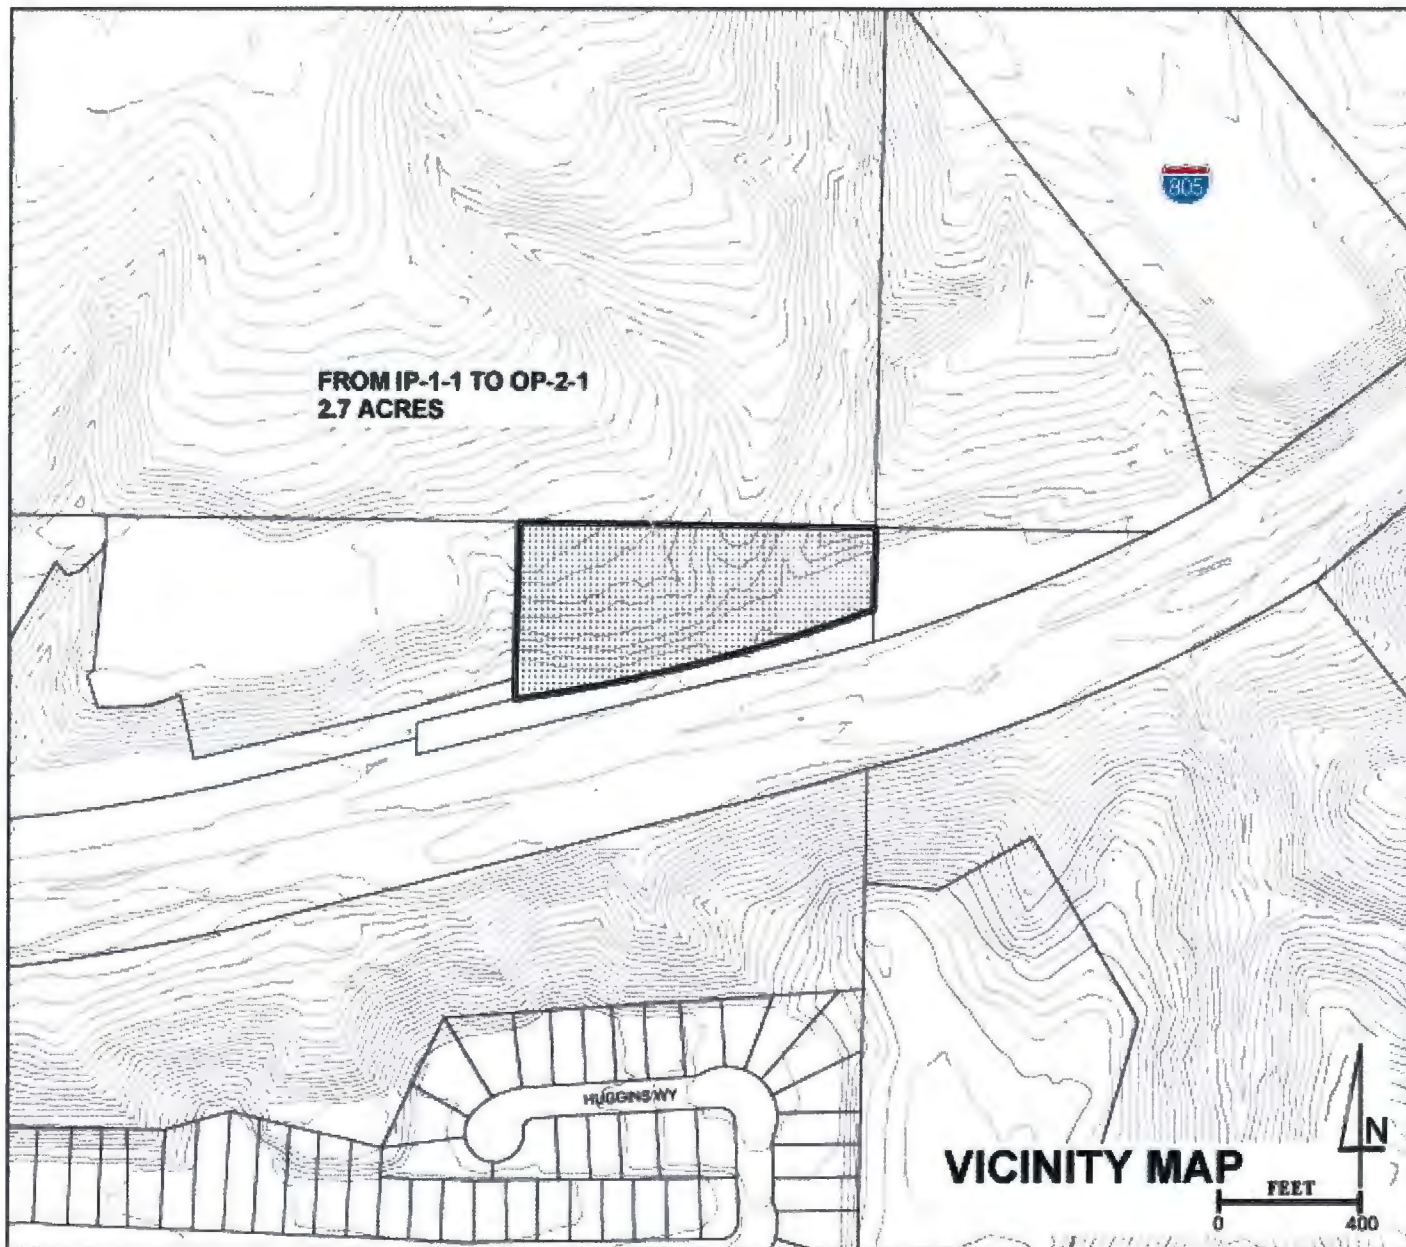 805
FROM IP-1-1 TO OP-2-1
2.7 ACRES
HUGGINS WY
N
VICINITY MAP
FEET
0 400